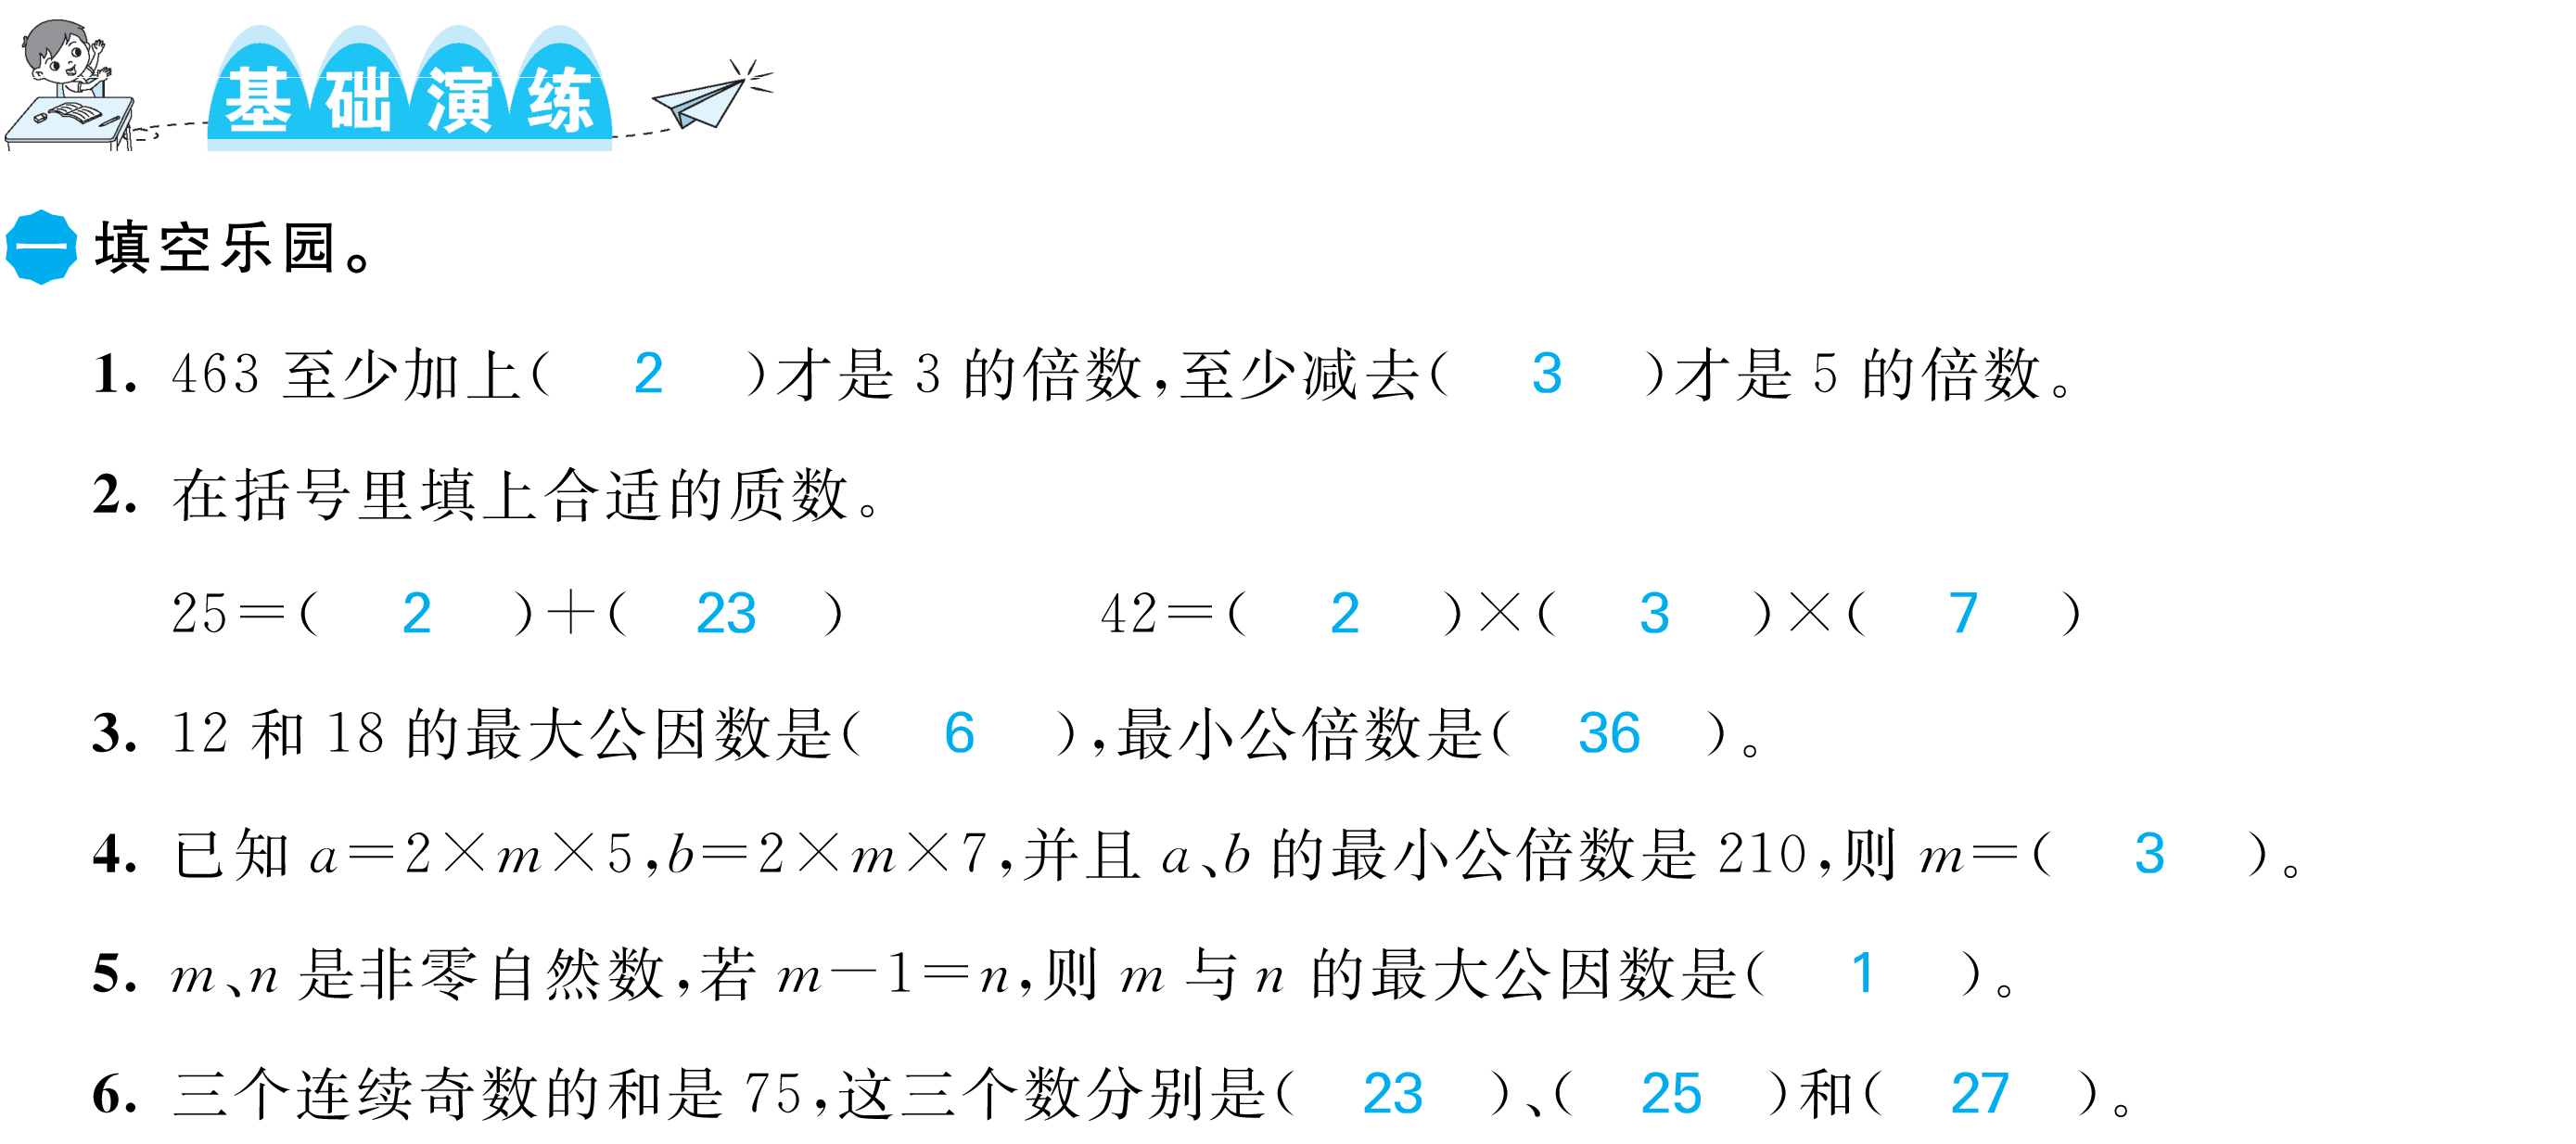 基础演练
一 填空乐园。
1. 463 至少加上( 2 )才是 3 的倍数,至少减去( 3 )才是 5 的倍数。
2. 在括号里填上合适的质数。
25=( 2 )+( 23 ) 42=( 2 )×( 3 )×( 7 )
3. 12 和 18 的最大公因数是( 6 ),最小公倍数是( 36 )。
4. 已知 a=2×m×5,b=2×m×7,并且 a、b 的最小公倍数是 210,则 m=( 3 )。
5. m、n 是非零自然数,若 m-1=n,则 m 与 n 的最大公因数是( 1 )。
6. 三个连续奇数的和是 75,这三个数分别是( 23 )、( 25 )和( 27 )。